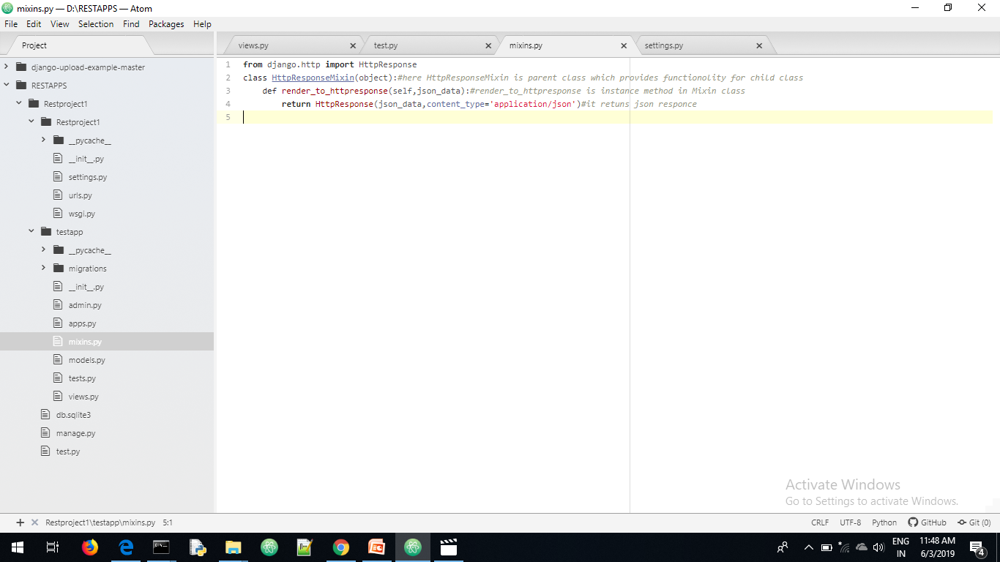 mixins.py — D:\RESTAPPS — Atom
File Edit View Selection Find Packages Help
Project
views.py
test.py
mixins.py
settings.py
django-upload-example-master
RESTAPPS
Restproject1
Restproject1
__pycache__
__init__.py
settings.py
urls.py
wsgi.py
testapp
__pycache__
migrations
__init__.py
admin.py
apps.py
mixins.py
models.py
tests.py
views.py
db.sqlite3
manage.py
test.py
1 from django.http import HttpResponse
2 class HttpResponseMixin(object):#here HttpResponseMixin is parent class which provides functionolity for child class
3     def render_to_httpresponse(self,json_data):#render_to_httpresponse is instance method in Mixin class
4         return HttpResponse(json_data,content_type='application/json')#it retuns json responce
5
Activate Windows
Go to Settings to activate Windows.
Restproject1\testapp\mixins.py 5:1
CRLF UTF-8 Python GitHub Git (0)
ENG
IN
11:48 AM
6/3/2019
4